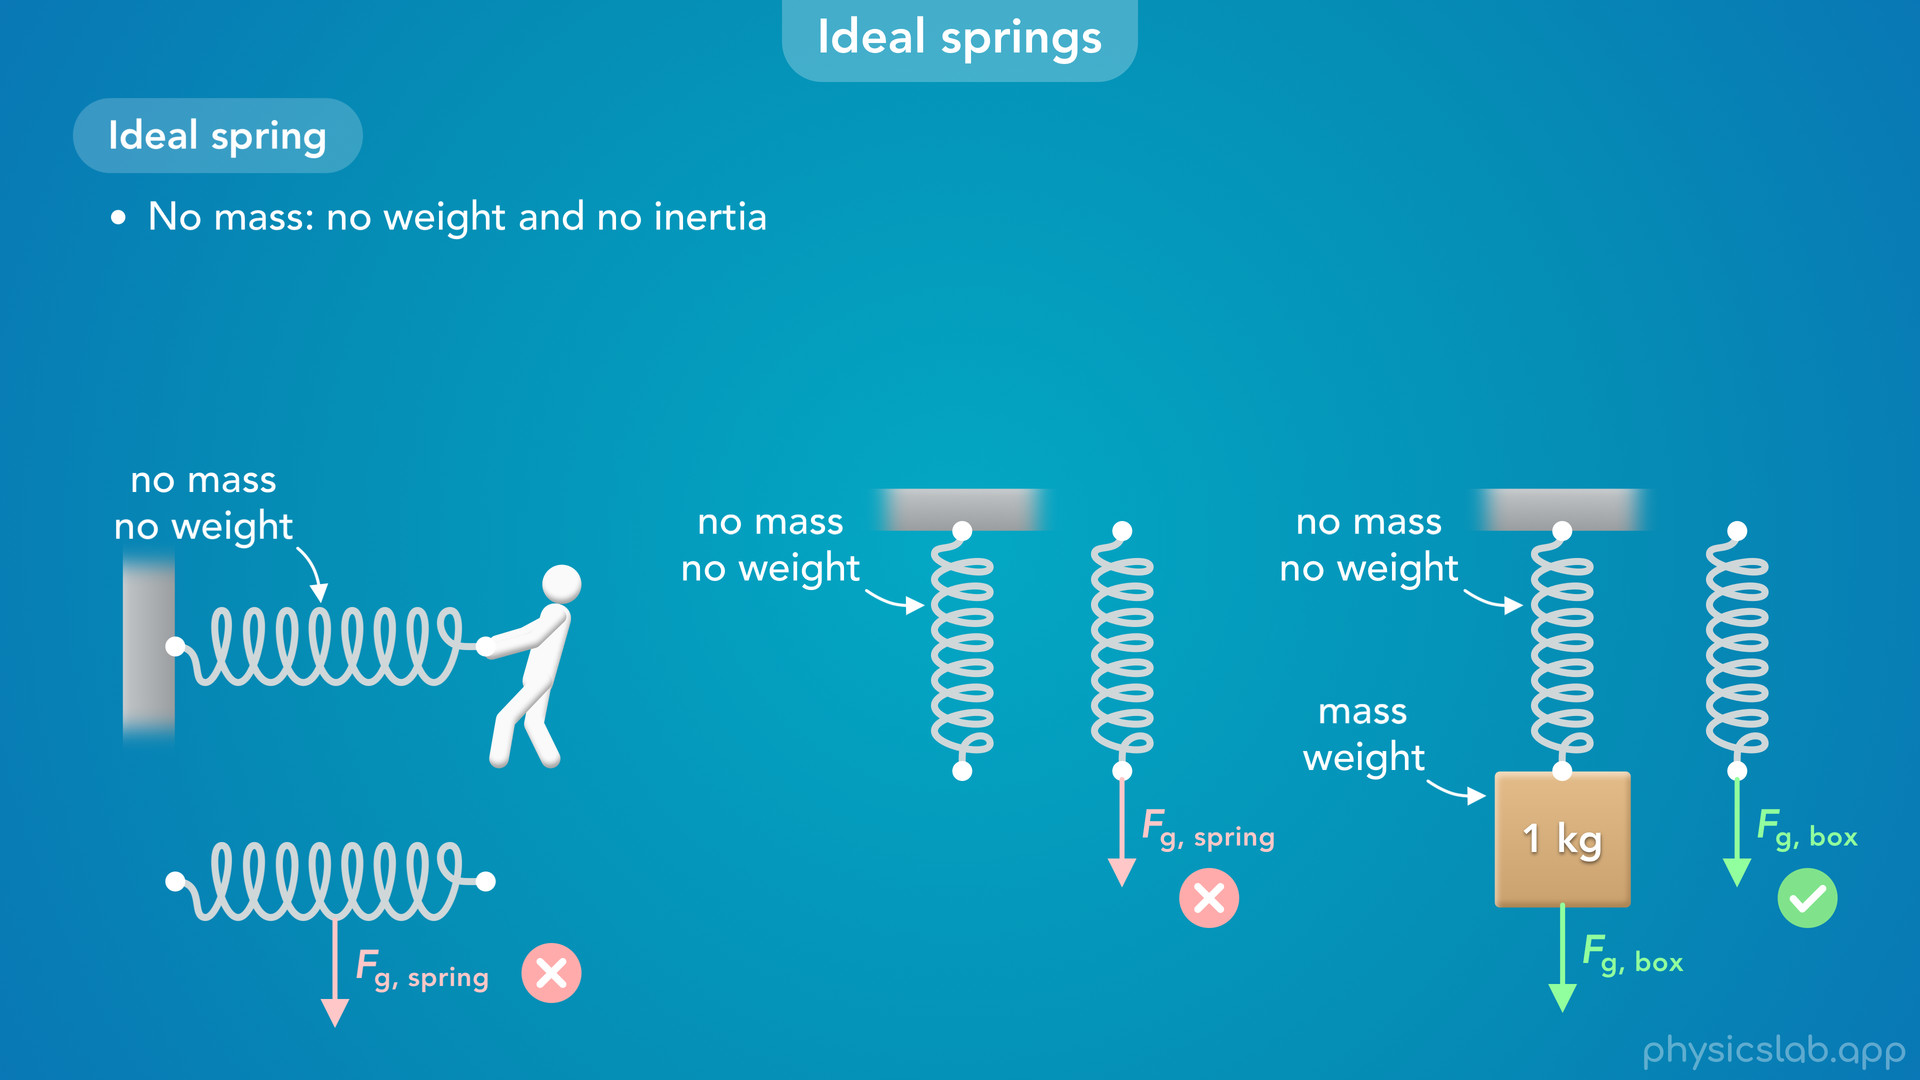 Ideal springs
Ideal spring
• No mass: no weight and no inertia
no mass
no weight
Fg, spring
no mass
no weight
Fg, spring
no mass
no weight
mass
weight
1 kg
Fg, box
Fg, box
physicslab.app